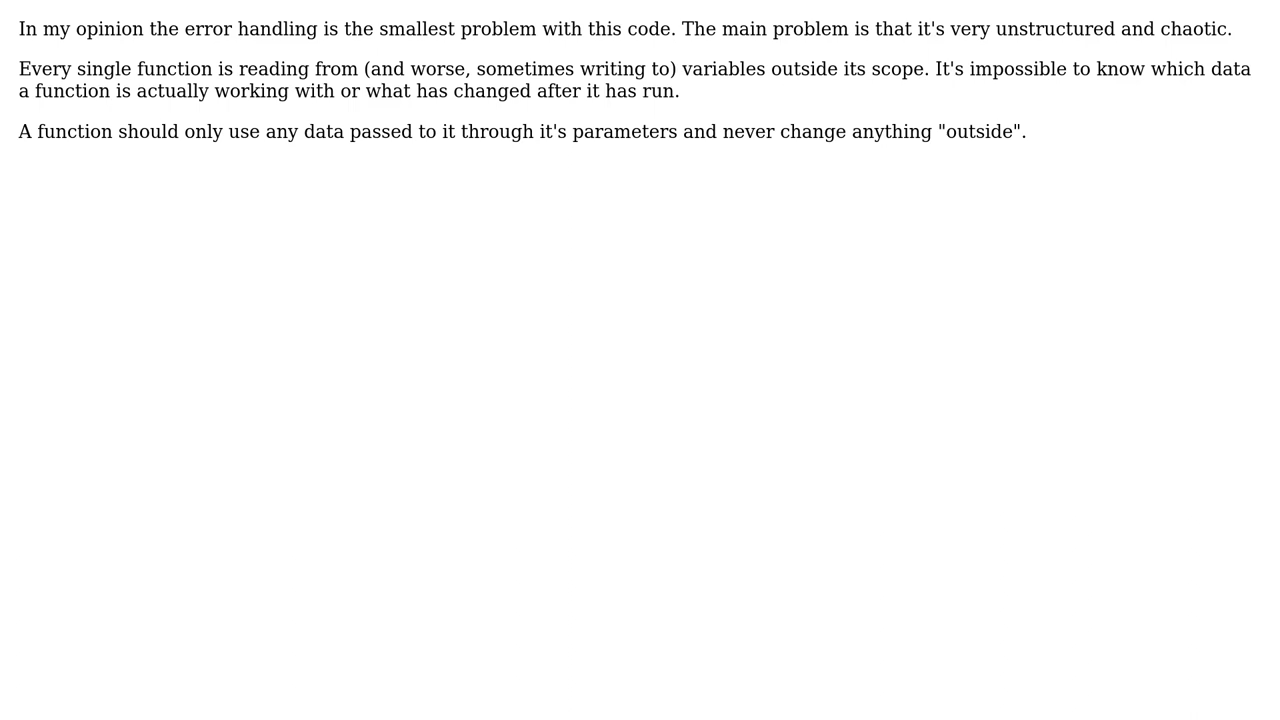 In my opinion the error handling is the smallest problem with this code. The main problem is that it's very unstructured and chaotic.
Every single function is reading from (and worse, sometimes writing to) variables outside its scope. It's impossible to know which data
a function is actually working with or what has changed after it has run.
A function should only use any data passed to it through it's parameters and never change anything "outside".